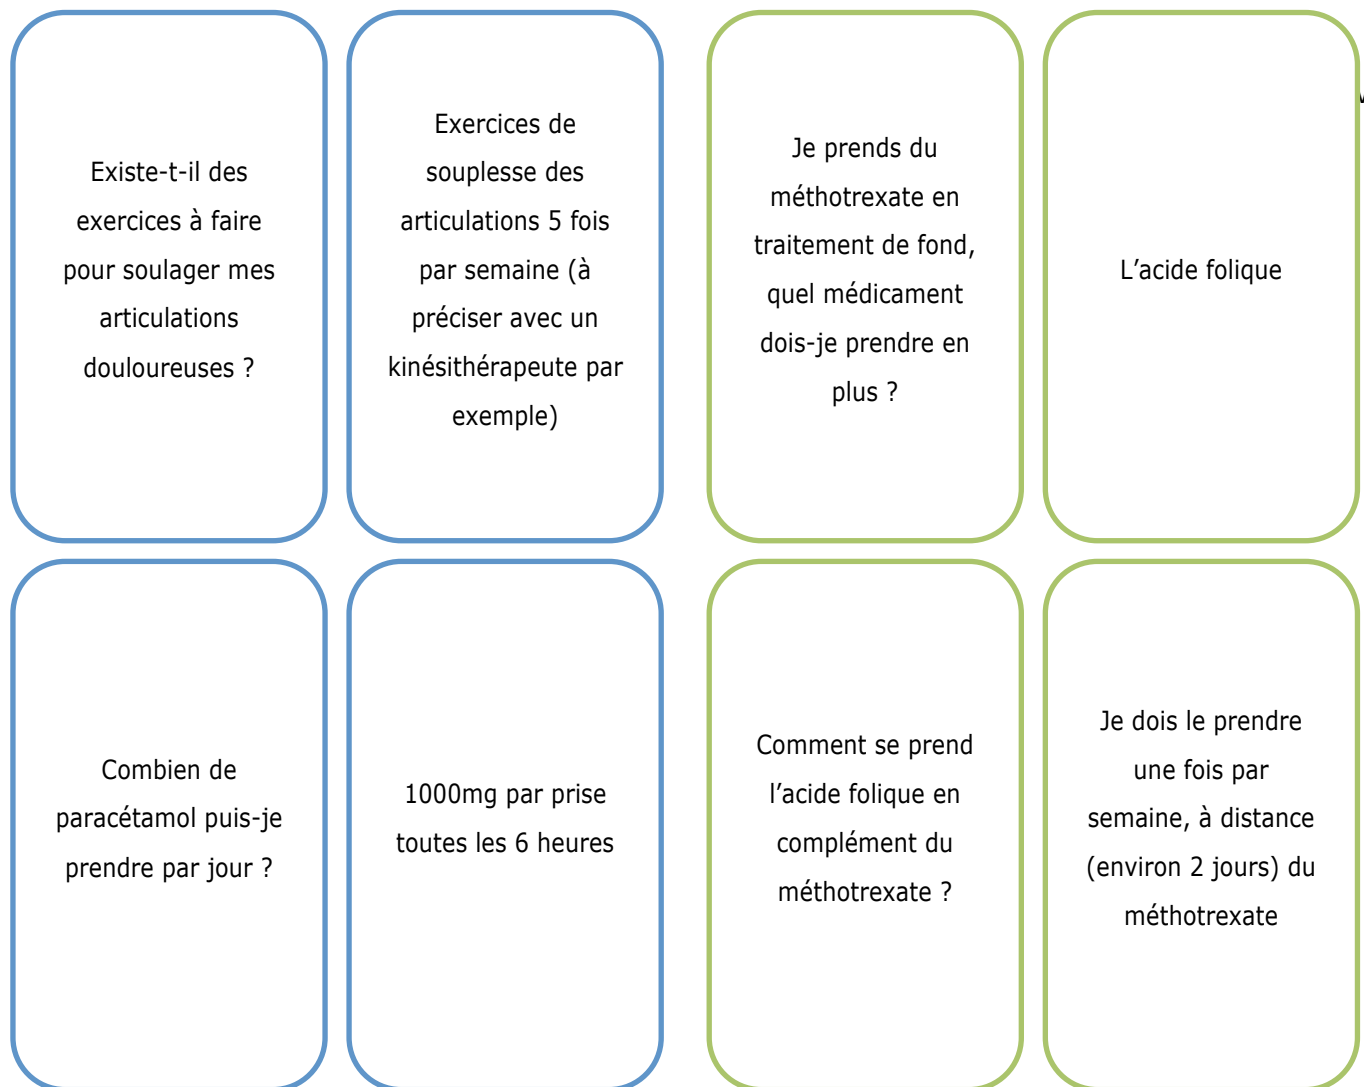 Existe-t-il des
exercices à faire
pour soulager mes
articulations
douloureuses ?
Exercices de
souplesse des
articulations 5 fois
par semaine (à
préciser avec un
kinésithérapeute par
exemple)
Je prends du
méthotrexate en
traitement de fond,
quel médicament
dois-je prendre en
plus ?
L’acide folique
Combien de
paracétamol puis-je
prendre par jour ?
1000mg par prise
toutes les 6 heures
Comment se prend
l’acide folique en
complément du
méthotrexate ?
Je dois le prendre
une fois par
semaine, à distance
(environ 2 jours) du
méthotrexate